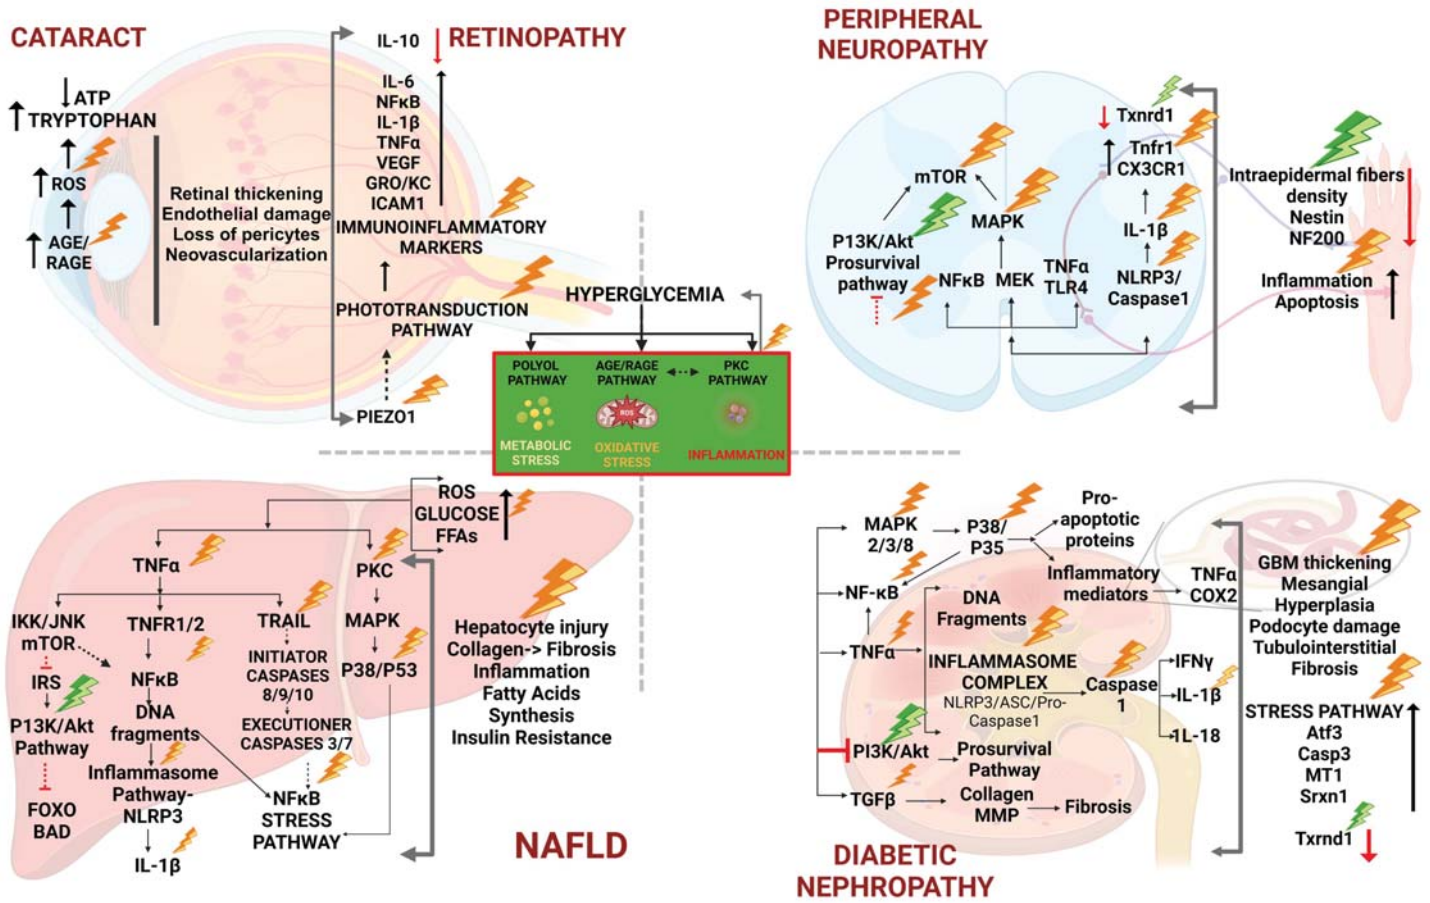 CATARACT
ATP
TRYPTOPHAN
ROS
AGE/
RAGE
Retinal thickening
Endothelial damage
Loss of pericytes
Neovascularization
RETINOPATHY
IL-10
IL-6
NFκB
IL-1β
TNFα
VEGF
GRO/KC
ICAM1
IMMUNOINFLAMMATORY
MARKERS
PHOTOTRANSDUCTION
PATHWAY
PIEZO1
HYPERGLYCEMIA
POLYOL
PATHWAY
AGE/RAGE
PATHWAY
PKC
PATHWAY
ROS
METABOLIC
STRESS
OXIDATIVE
STRESS
INFLAMMATION
PERIPHERAL
NEUROPATHY
mTOR
P13K/Akt
Prosurvival
pathway
MAPK
NFκB
MEK
TNFα
TLR4
Txnrd1
Tnfr1
CX3CR1
IL-1β
NLRP3/
Caspase1
Intraepidermal fibers
density
Nestin
NF200
Inflammation
Apoptosis
ROS
GLUCOSE
FFAs
TNFα
PKC
IKK/JNK
mTOR
TNFR1/2
TRAIL
MAPK
IRS
NFκB
INITIATOR
CASPASES
8/9/10
P38/P53
P13K/Akt
Pathway
DNA
fragments
EXECUTIONER
CASPASES 3/7
Inflammasome
Pathway-
NLRP3
FOXO
BAD
NFκB
STRESS
PATHWAY
IL-1β
Hepatocyte injury
Collagen-> Fibrosis
Inflammation
Fatty Acids
Synthesis
Insulin Resistance
NAFLD
MAPK
2/3/8
P38/
P35
Pro-
apoptotic
proteins
Inflammatory
mediators
TNFα
COX2
NF-κB
DNA
Fragments
TNFα
INFLAMMASOME
COMPLEX
NLRP3/ASC/Pro-
Caspase1
Caspase
1
IFNγ
IL-1β
1L-18
PI3K/Akt
Prosurvival
Pathway
TGFβ
Collagen
MMP
Fibrosis
GBM thickening
Mesangial
Hyperplasia
Podocyte damage
Tubulointerstitial
Fibrosis
STRESS PATHWAY
Atf3
Casp3
MT1
Srxn1
Txrnd1
DIABETIC
NEPHROPATHY